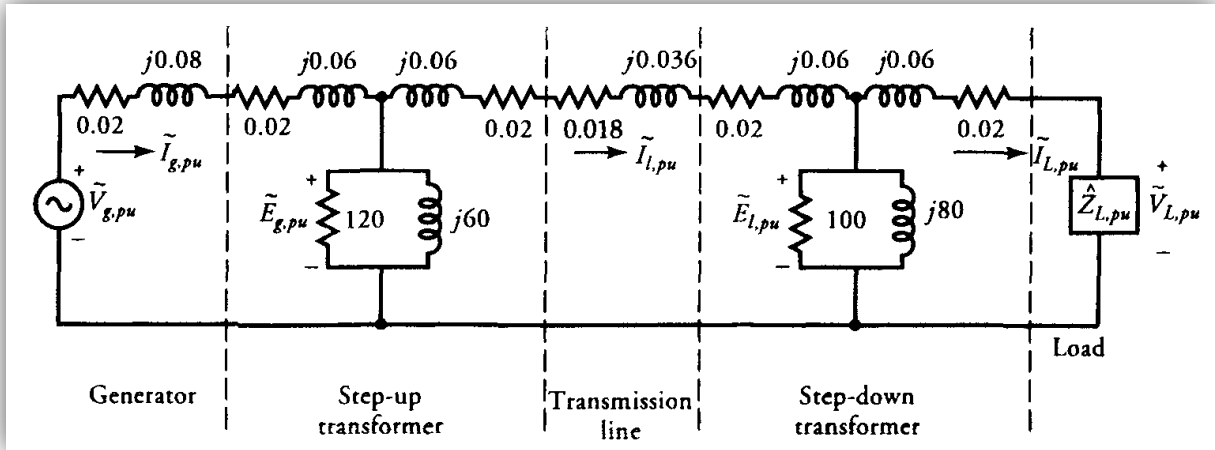 j0.08 j0.06 j0.06 j0.036 j0.06 j0.06
0.02 0.02 0.02 0.018 0.02 0.02
Ĩg,pu Ĩl,pu ĨL,pu
+ + + +
Ṽg,pu Ẽg,pu 120 j60 Ẽl,pu 100 j80 ẐL,pu ṼL,pu
− − − −
Load
Generator Step-up Transmission Step-down
transformer line transformer